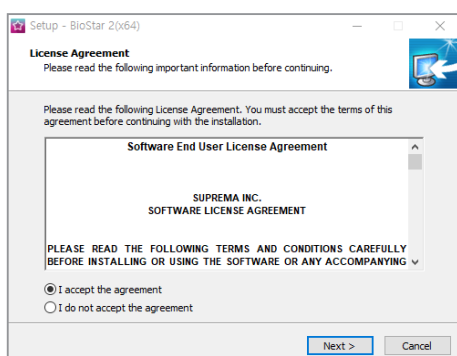 Setup - BioStar 2(x64)
License Agreement
Please read the following important information before continuing.
Please read the following License Agreement. You must accept the terms of this
agreement before continuing with the installation.
Software End User License Agreement
SUPREMA INC.
SOFTWARE LICENSE AGREEMENT
PLEASE READ THE FOLLOWING TERMS AND CONDITIONS CAREFULLY
BEFORE INSTALLING OR USING THE SOFTWARE OR ANY ACCOMPANYING
I accept the agreement
I do not accept the agreement
Next >
Cancel